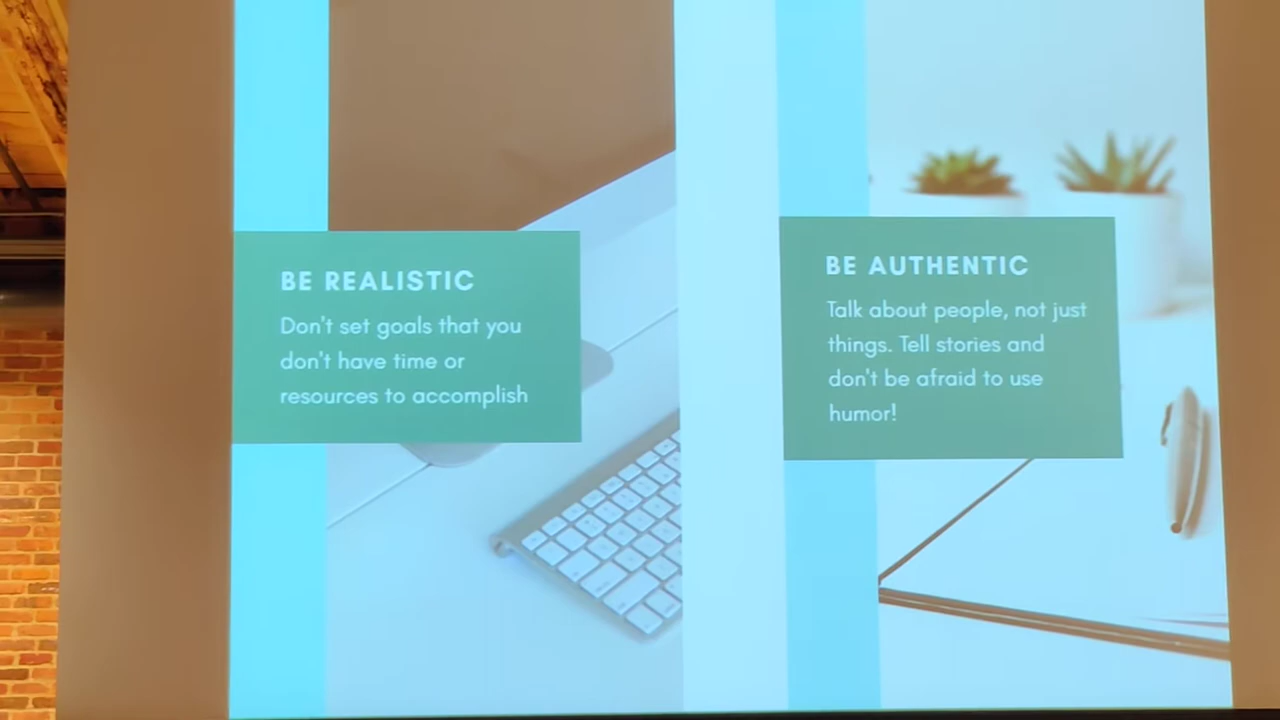 BE REALISTIC
Don't set goals that you
don't have time or
resources to accomplish
BE AUTHENTIC
Talk about people, not just
things. Tell stories and
don't be afraid to use
humor!